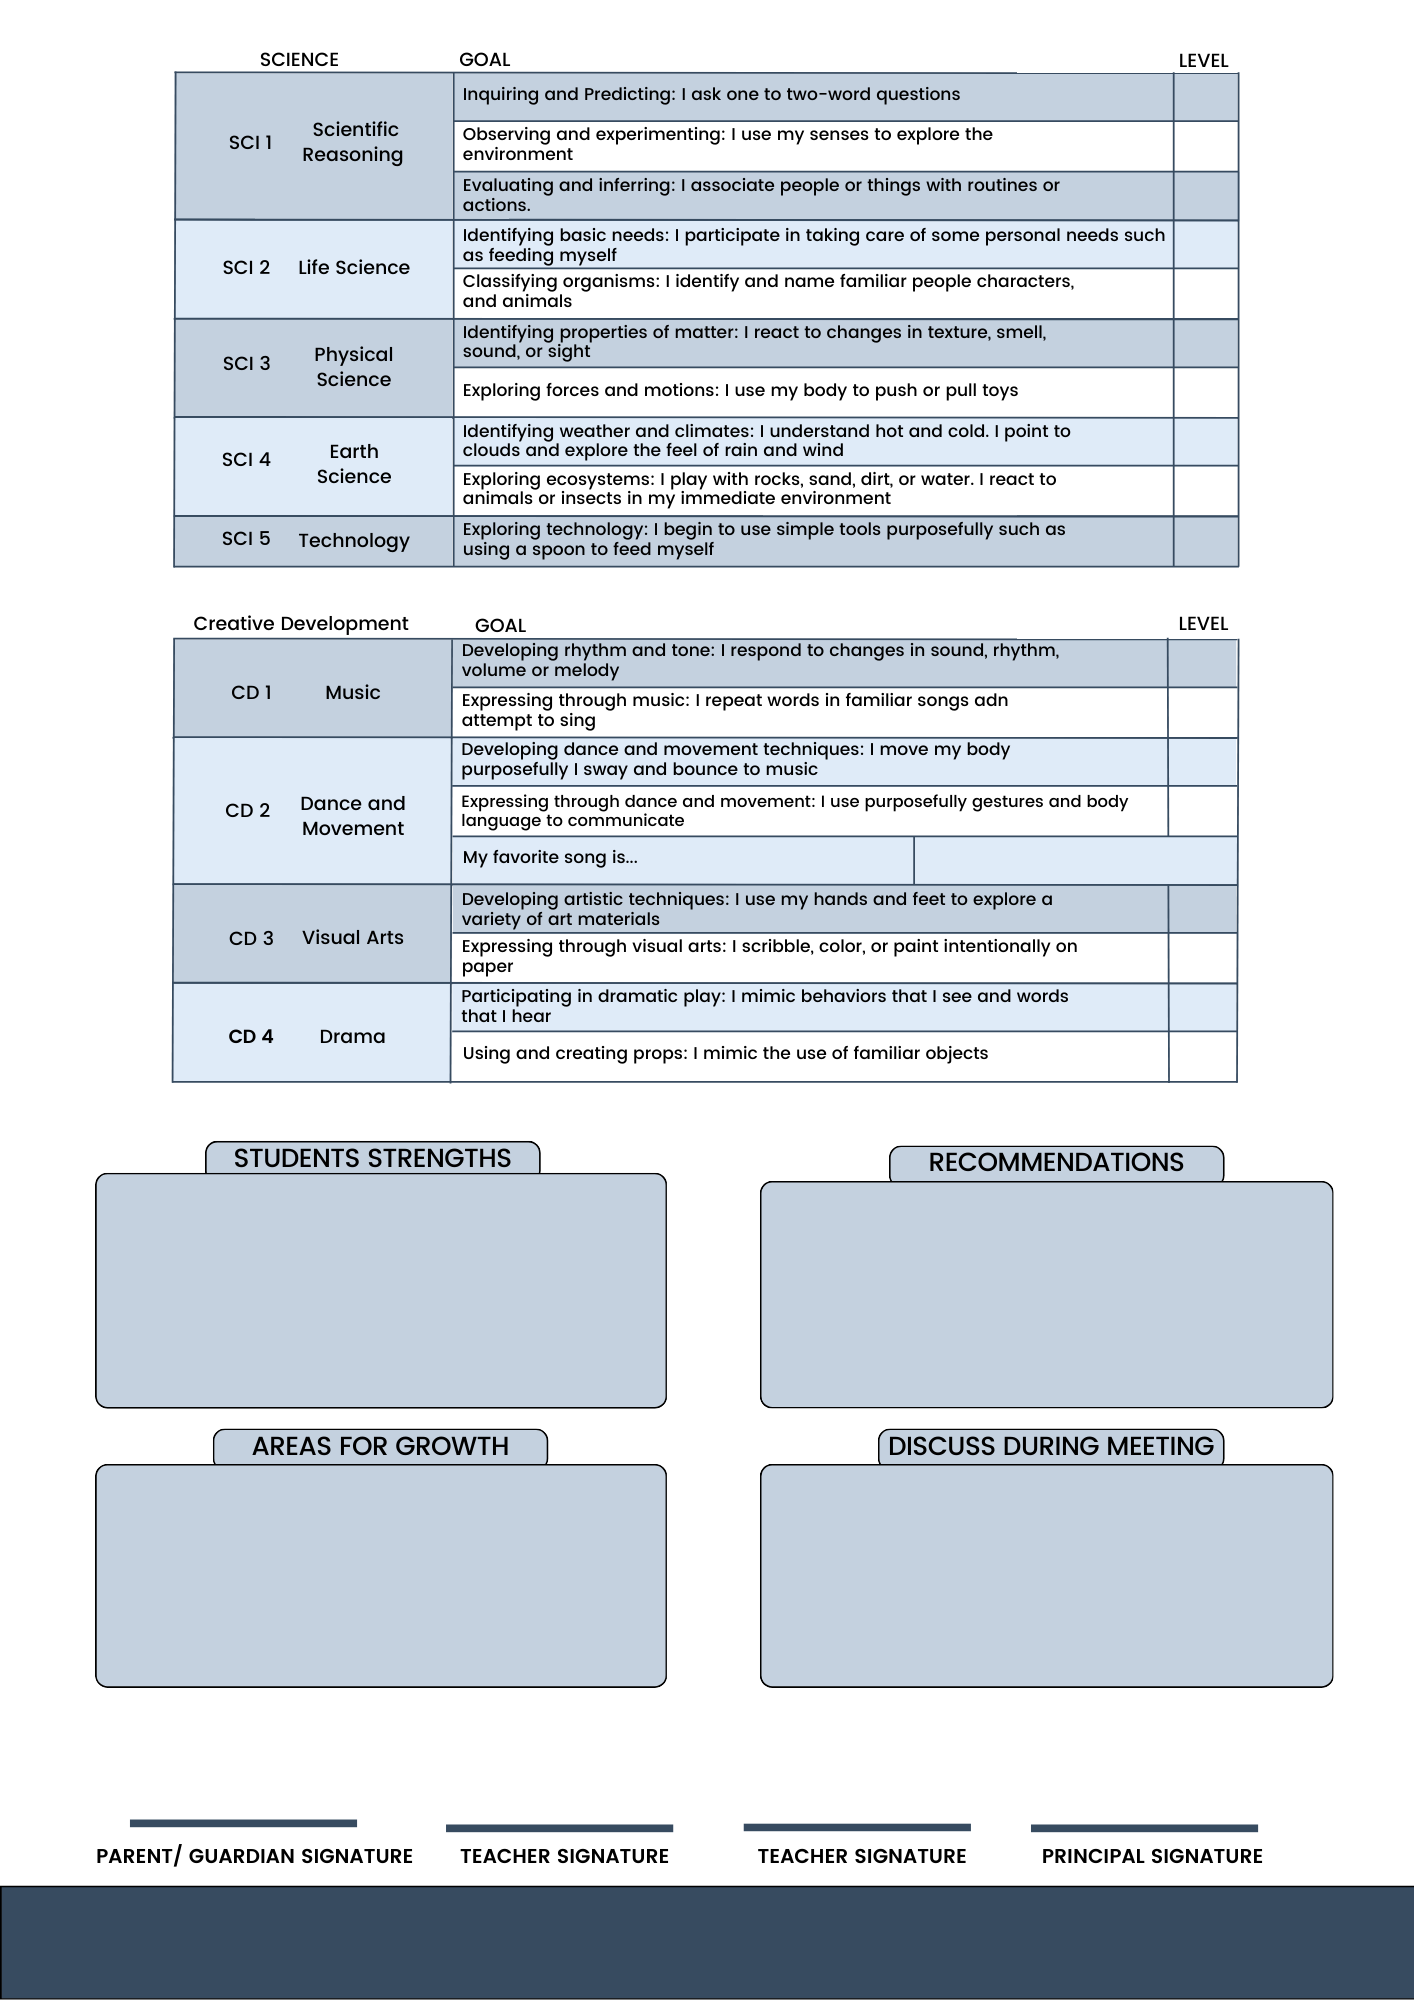 SCIENCE GOAL LEVEL
SCI 1 Scientific
Reasoning
Inquiring and Predicting: I ask one to two-word questions
Observing and experimenting: I use my senses to explore the
environment
Evaluating and inferring: I associate people or things with routines or
actions.
SCI 2 Life Science
Identifying basic needs: I participate in taking care of some personal needs such
as feeding myself
Classifying organisms: I identify and name familiar people characters,
and animals
SCI 3 Physical
Science
Identifying properties of matter: I react to changes in texture, smell,
sound, or sight
Exploring forces and motions: I use my body to push or pull toys
SCI 4 Earth
Science
Identifying weather and climates: I understand hot and cold. I point to
clouds and explore the feel of rain and wind
Exploring ecosystems: I play with rocks, sand, dirt, or water. I react to
animals or insects in my immediate environment
SCI 5 Technology
Exploring technology: I begin to use simple tools purposefully such as
using a spoon to feed myself
Creative Development GOAL LEVEL
CD 1 Music
Developing rhythm and tone: I respond to changes in sound, rhythm,
volume or melody
Expressing through music: I repeat words in familiar songs adn
attempt to sing
CD 2 Dance and
Movement
Developing dance and movement techniques: I move my body
purposefully I sway and bounce to music
Expressing through dance and movement: I use purposefully gestures and body
language to communicate
My favorite song is...
CD 3 Visual Arts
Developing artistic techniques: I use my hands and feet to explore a
variety of art materials
Expressing through visual arts: I scribble, color, or paint intentionally on
paper
CD 4 Drama
Participating in dramatic play: I mimic behaviors that I see and words
that I hear
Using and creating props: I mimic the use of familiar objects
STUDENTS STRENGTHS
RECOMMENDATIONS
AREAS FOR GROWTH
DISCUSS DURING MEETING
PARENT/ GUARDIAN SIGNATURE
TEACHER SIGNATURE
TEACHER SIGNATURE
PRINCIPAL SIGNATURE